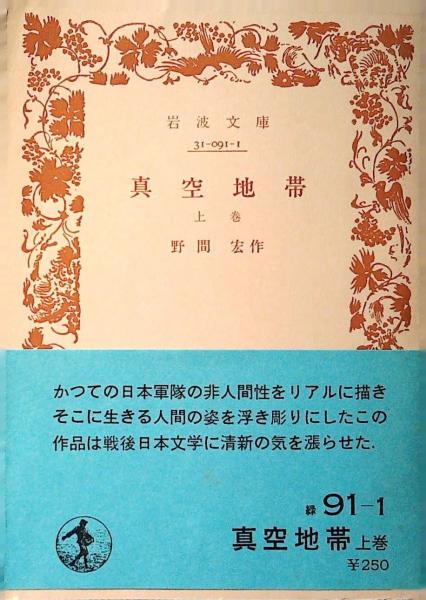 岩波文庫
31-091-1
真空地帯
上巻
野間宏作
かつての日本軍隊の非人間性をリアルに描き
そこに生きる人間の姿を浮き彫りにしたこの
作品は戦後日本文学に清新の気を漲らせた.
緑 91-1
真空地帯 上巻
¥250